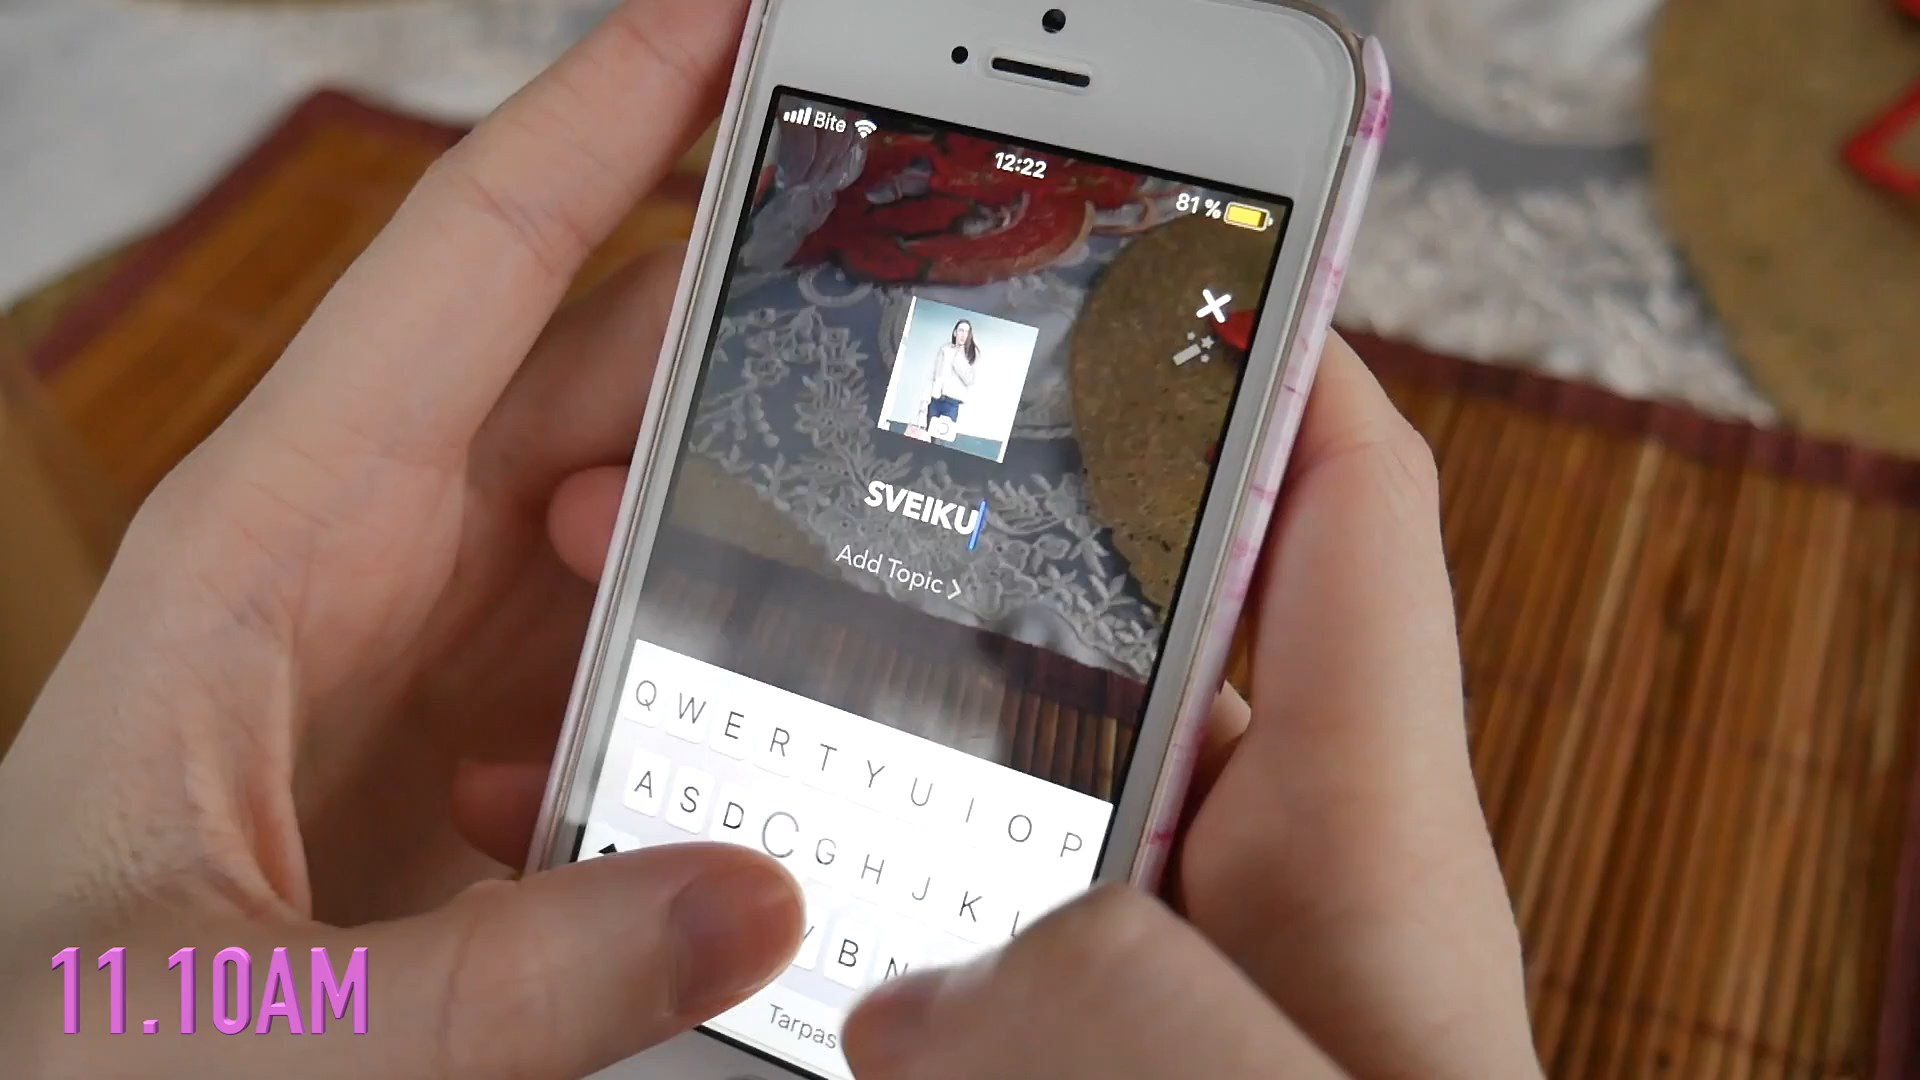 Bite
12:22
81 %
SVEIKU
Add Topic >
Q W E R T Y U I O P
A S D C G H J K L
V B N
Tarpas
11.10AM